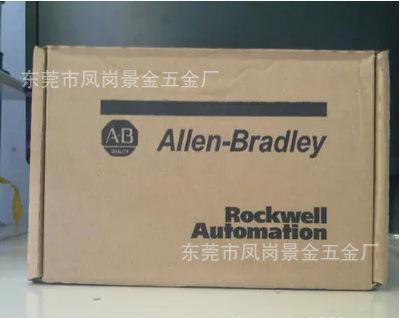 东莞市凤岗景金五金厂
AB
QUALITY
Allen-Bradley
Rockwell
Automation
东莞市凤岗景金五金厂